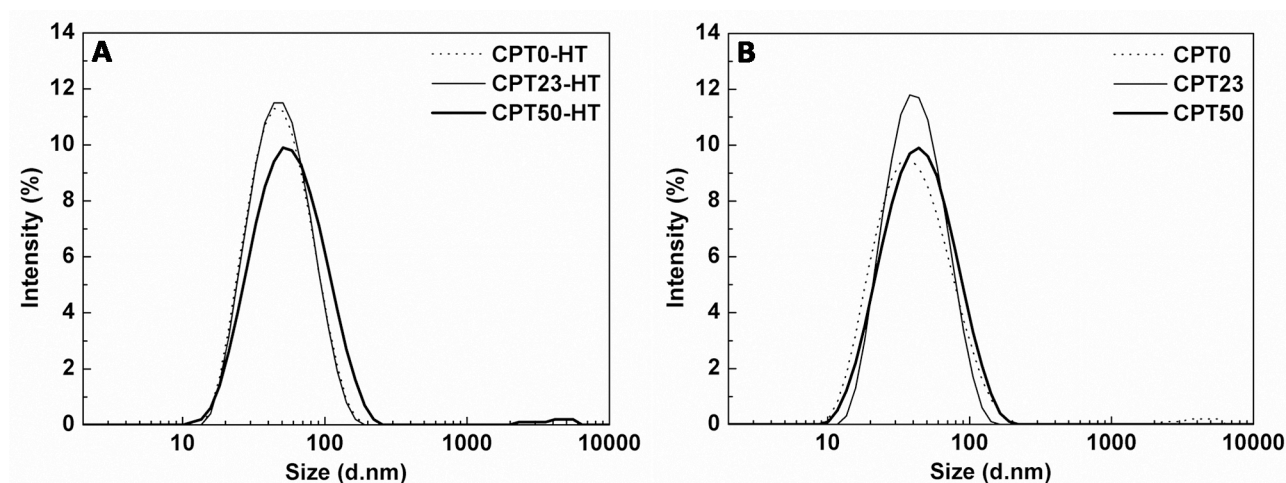 A
CPT0-HT
CPT23-HT
CPT50-HT
14
12
10
8
6
4
2
0
Intensity (%)
10
100
1000
10000
Size (d.nm)
B
CPT0
CPT23
CPT50
14
12
10
8
6
4
2
0
Intensity (%)
10
100
1000
10000
Size (d.nm)